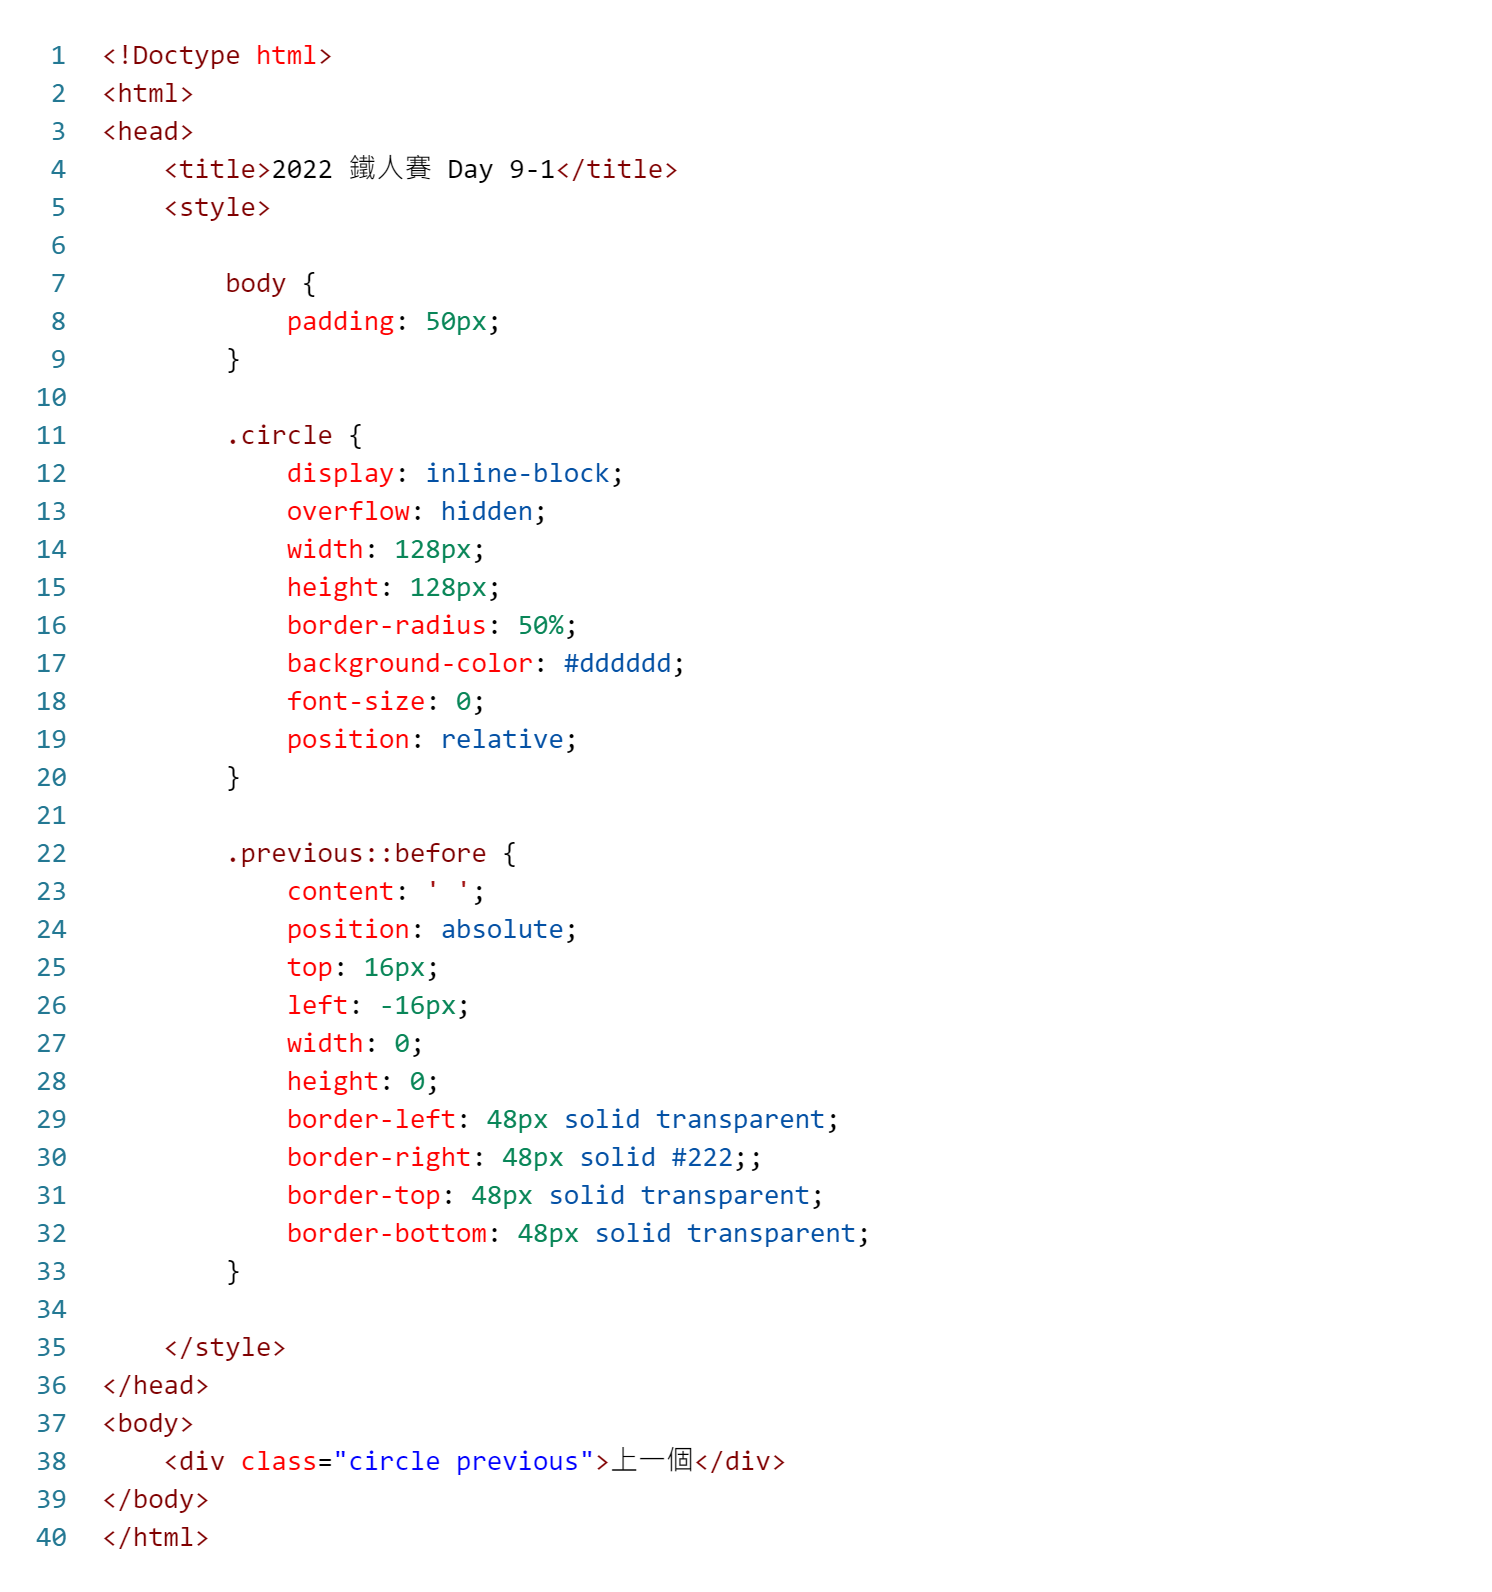 1 <!Doctype html>
2 <html>
3 <head>
4     <title>2022 鐵人賽 Day 9-1</title>
5     <style>
6
7         body {
8             padding: 50px;
9         }
10
11         .circle {
12             display: inline-block;
13             overflow: hidden;
14             width: 128px;
15             height: 128px;
16             border-radius: 50%;
17             background-color: #dddddd;
18             font-size: 0;
19             position: relative;
20         }
21
22         .previous::before {
23             content: ' ';
24             position: absolute;
25             top: 16px;
26             left: -16px;
27             width: 0;
28             height: 0;
29             border-left: 48px solid transparent;
30             border-right: 48px solid #222;;
31             border-top: 48px solid transparent;
32             border-bottom: 48px solid transparent;
33         }
34
35     </style>
36 </head>
37 <body>
38     <div class="circle previous">上一個</div>
39 </body>
40 </html>